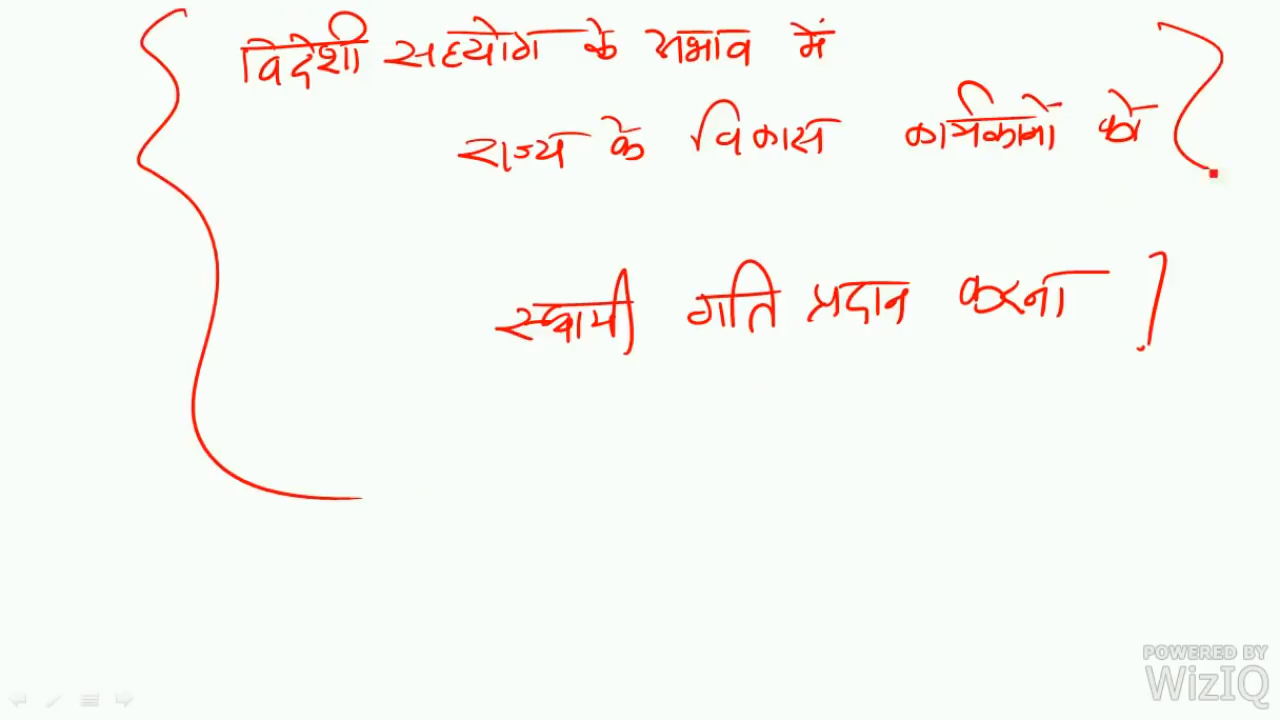 विदेशी सहयोग के अभाव में
राज्य के विकास कार्यक्रमों को
स्थायी गति प्रदान करना
POWERED BY
WizIQ